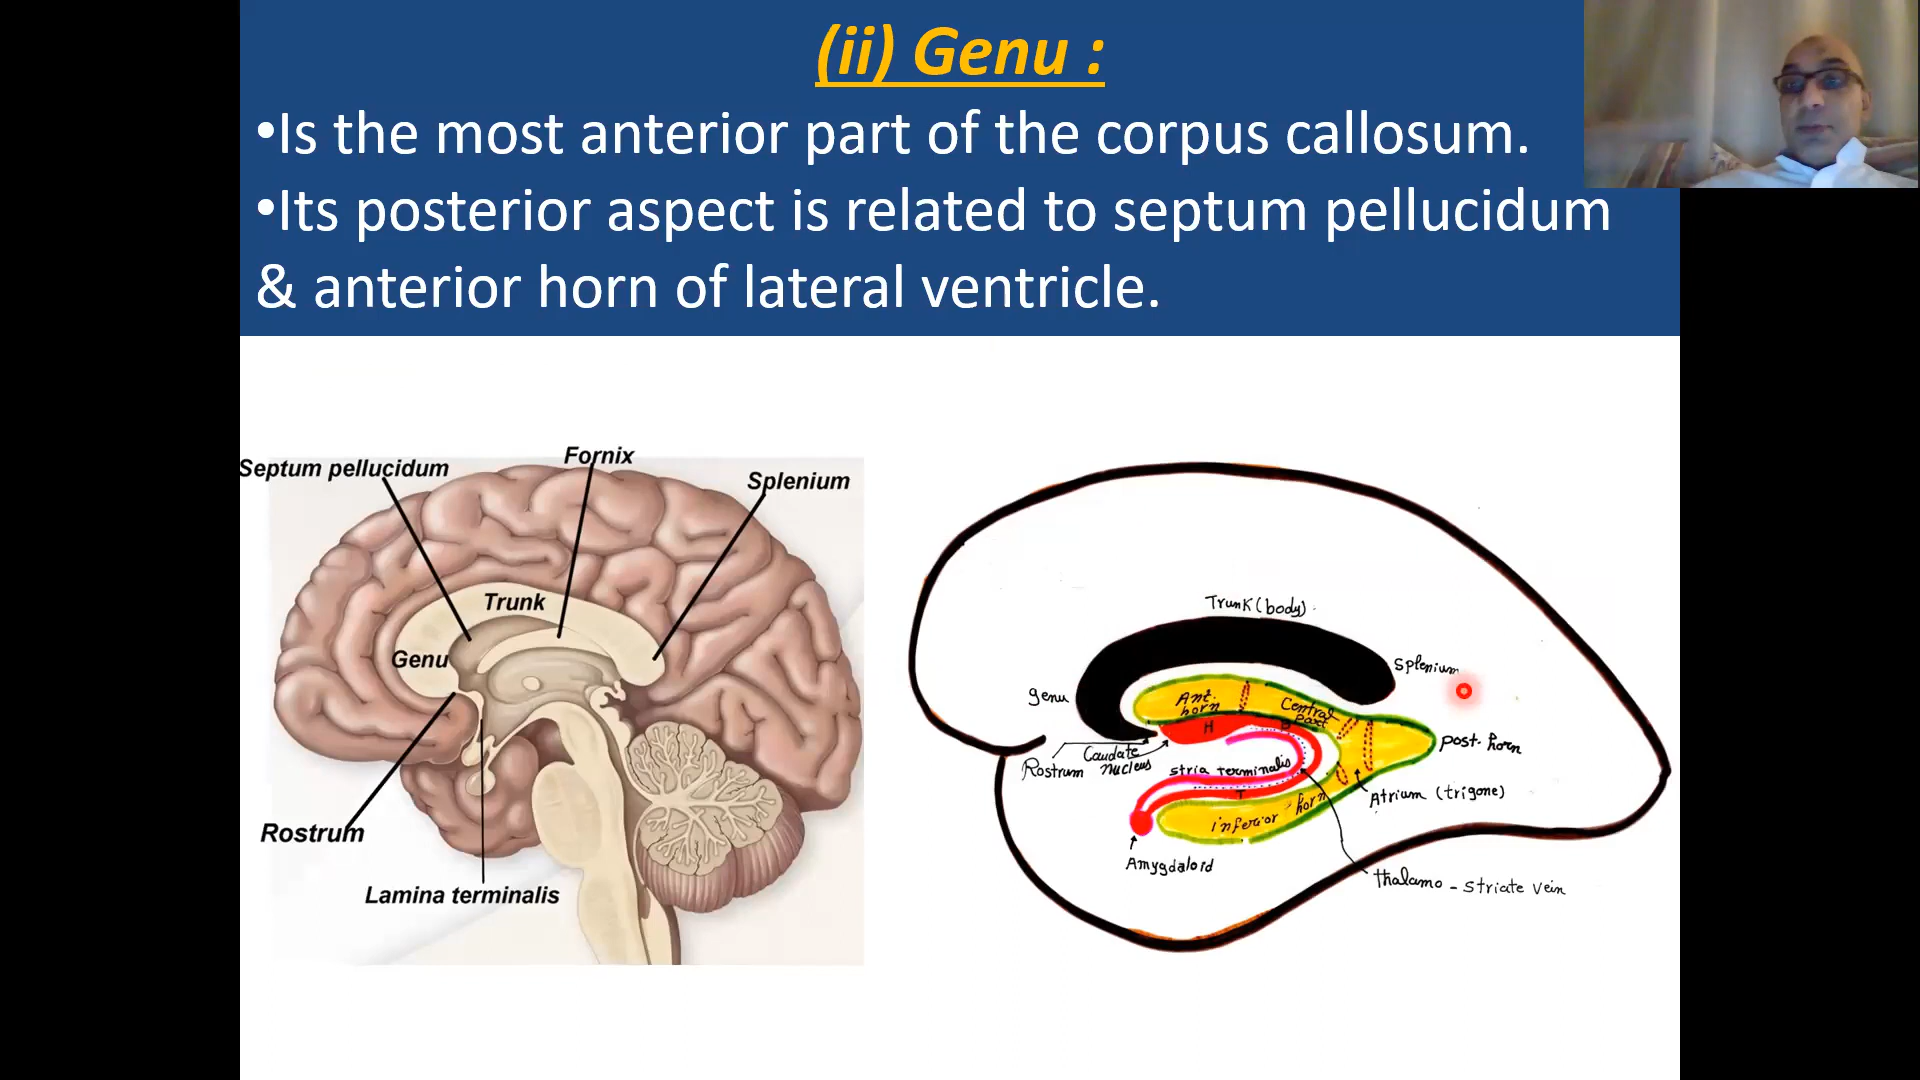 (ii) Genu :
•Is the most anterior part of the corpus callosum.
•Its posterior aspect is related to septum pellucidum
& anterior horn of lateral ventricle.
Septum pellucidum
Fornix
Splenium
Trunk
Genu
Rostrum
Lamina terminalis
Trunk (body)
Splenium
genu
Ant.
horn
Central
part
H
B
post. horn
Caudate
nucleus
Rostrum
stria terminalis
T
horn
inferior
Atrium (trigone)
Amygdaloid
thalamo - striate vein